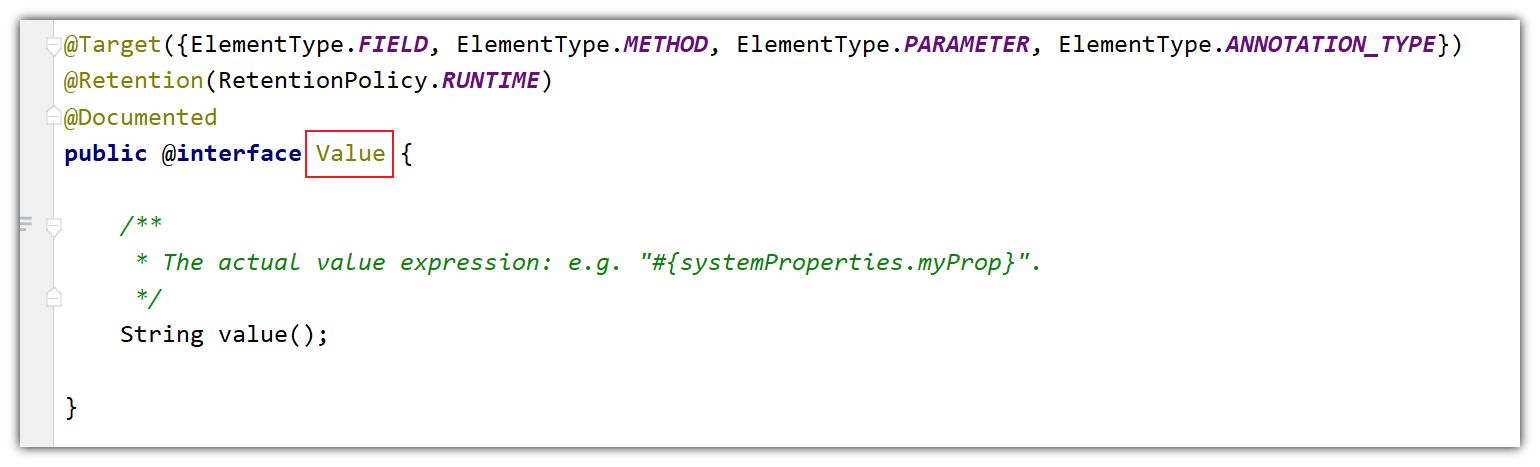 @Target({ElementType.FIELD, ElementType.METHOD, ElementType.PARAMETER, ElementType.ANNOTATION_TYPE})
@Retention(RetentionPolicy.RUNTIME)
@Documented
public @interface Value {
/**
* The actual value expression: e.g. "#{systemProperties.myProp}".
*/
String value();
}